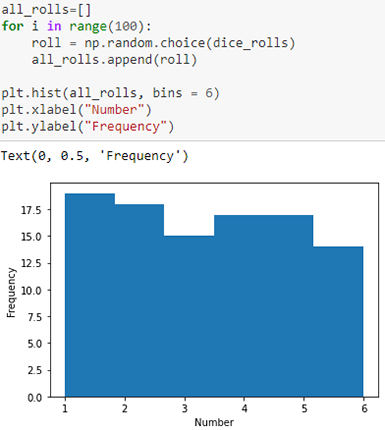 all_rolls=[]
for i in range(100):
    roll = np.random.choice(dice_rolls)
    all_rolls.append(roll)

plt.hist(all_rolls, bins = 6)
plt.xlabel("Number")
plt.ylabel("Frequency")
Text(0, 0.5, 'Frequency')
17.5
15.0
12.5
10.0
7.5
5.0
2.5
0.0
Frequency
1 2 3 4 5 6
Number